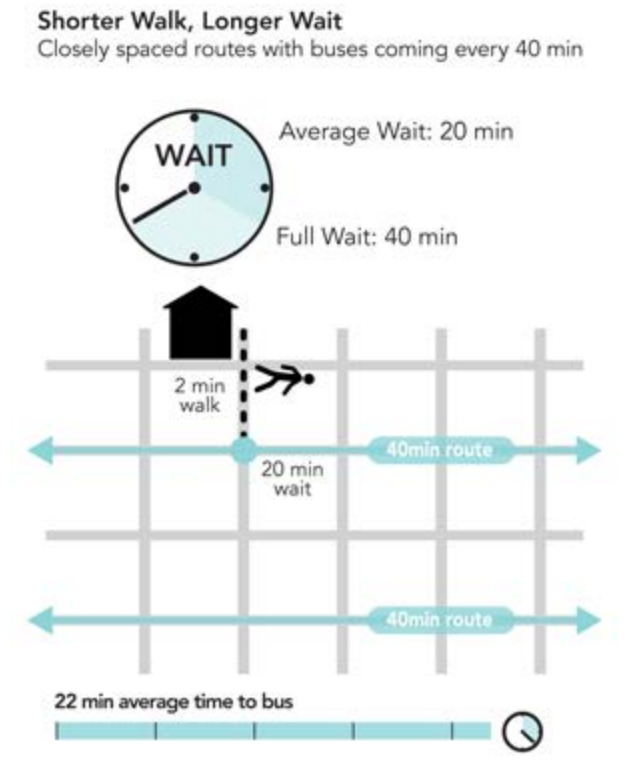 Shorter Walk, Longer Wait
Closely spaced routes with buses coming every 40 min
WAIT
Average Wait: 20 min
Full Wait: 40 min
2 min
walk
40min route
20 min
wait
40min route
22 min average time to bus